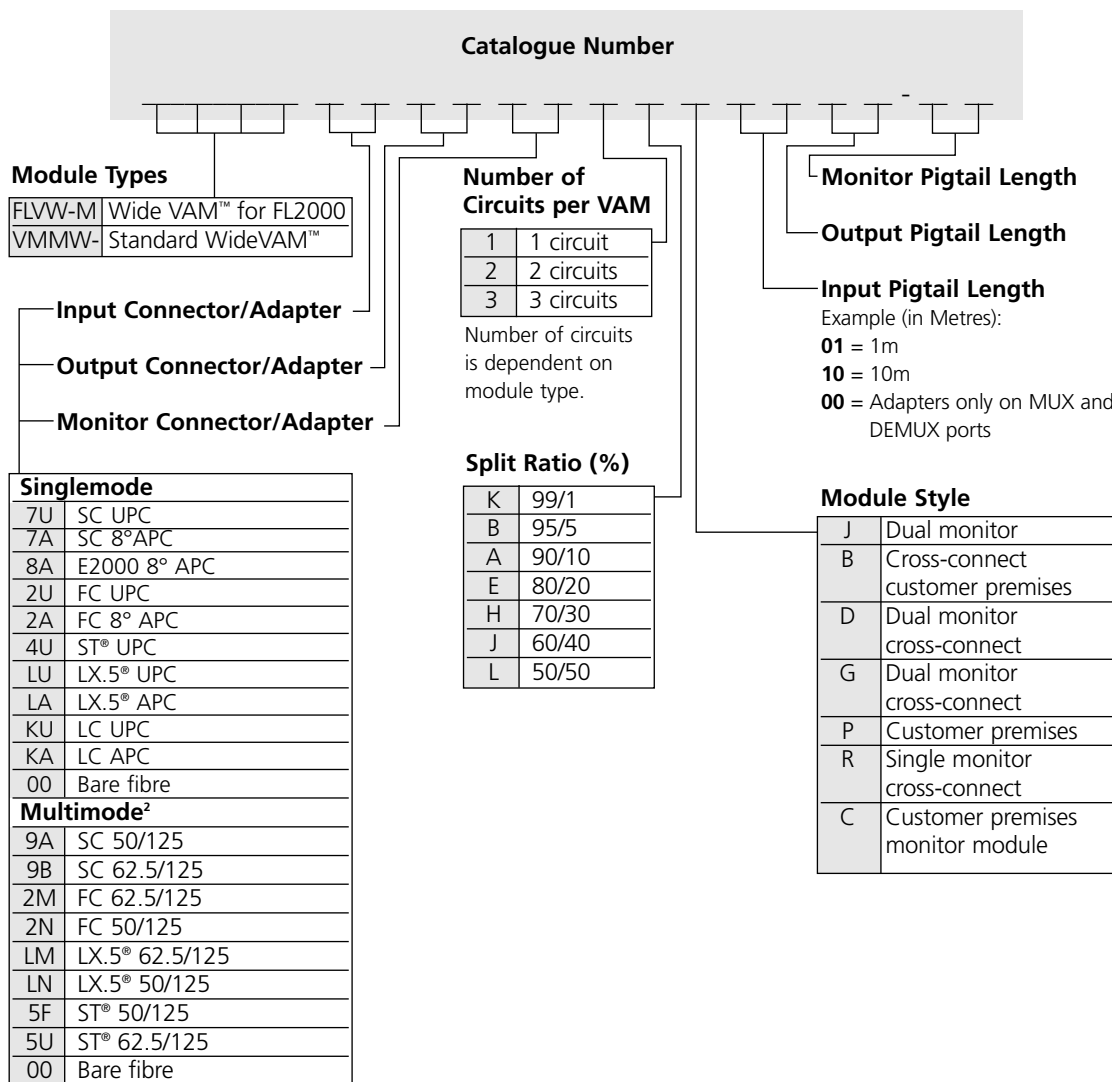 Catalogue Number
-
Module Types
FLVW-M Wide VAM™ for FL2000
VMMW- Standard WideVAM™
Input Connector/Adapter
Output Connector/Adapter
Monitor Connector/Adapter
Singlemode
7U SC UPC
7A SC 8°APC
8A E2000 8° APC
2U FC UPC
2A FC 8° APC
4U ST® UPC
LU LX.5® UPC
LA LX.5® APC
KU LC UPC
KA LC APC
00 Bare fibre
Multimode²
9A SC 50/125
9B SC 62.5/125
2M FC 62.5/125
2N FC 50/125
LM LX.5® 62.5/125
LN LX.5® 50/125
5F ST® 50/125
5U ST® 62.5/125
00 Bare fibre
Number of
Circuits per VAM
1 1 circuit
2 2 circuits
3 3 circuits
Number of circuits
is dependent on
module type.
Split Ratio (%)
K 99/1
B 95/5
A 90/10
E 80/20
H 70/30
J 60/40
L 50/50
Monitor Pigtail Length
Output Pigtail Length
Input Pigtail Length
Example (in Metres):
01 = 1m
10 = 10m
00 = Adapters only on MUX and
DEMUX ports
Module Style
J Dual monitor
B Cross-connect
customer premises
D Dual monitor
cross-connect
G Dual monitor
cross-connect
P Customer premises
R Single monitor
cross-connect
C Customer premises
monitor module